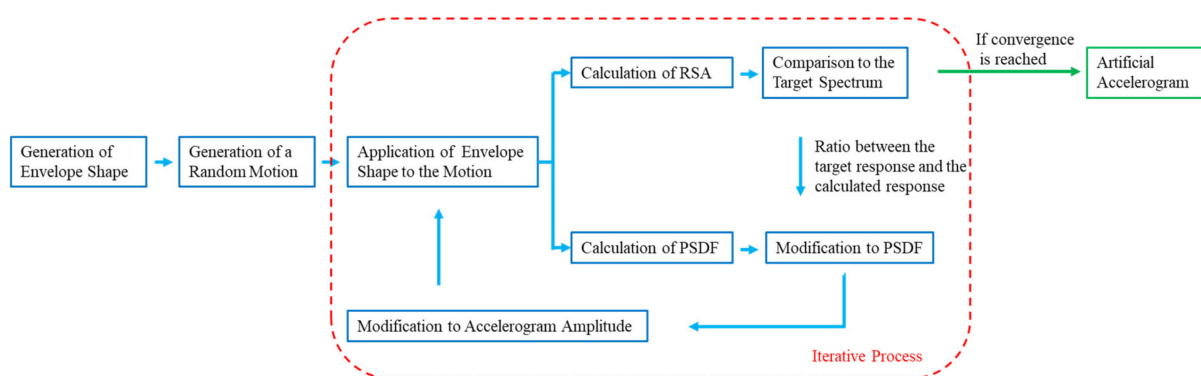 Generation of
Envelope Shape
Generation of a
Random Motion
Application of Envelope
Shape to the Motion
Calculation of RSA
Comparison to the
Target Spectrum
If convergence
is reached
Artificial
Accelerogram
Ratio between the
target response and the
calculated response
Calculation of PSDF
Modification to PSDF
Modification to Accelerogram Amplitude
Iterative Process